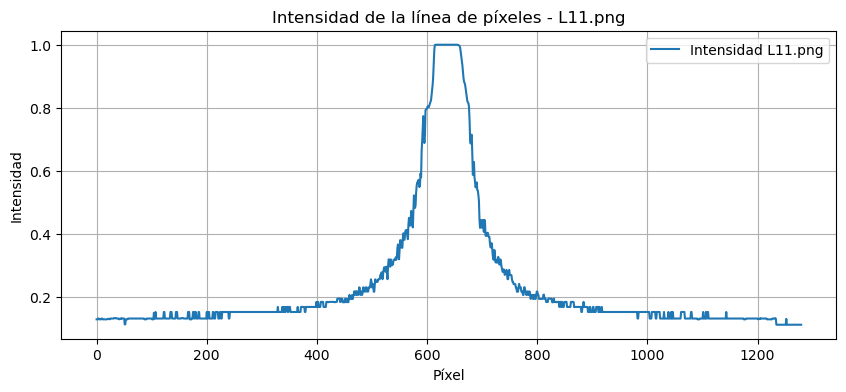 Intensidad de la línea de píxeles - L11.png
Intensidad L11.png
Intensidad
1.0
0.8
0.6
0.4
0.2
0 200 400 600 800 1000 1200
Píxel